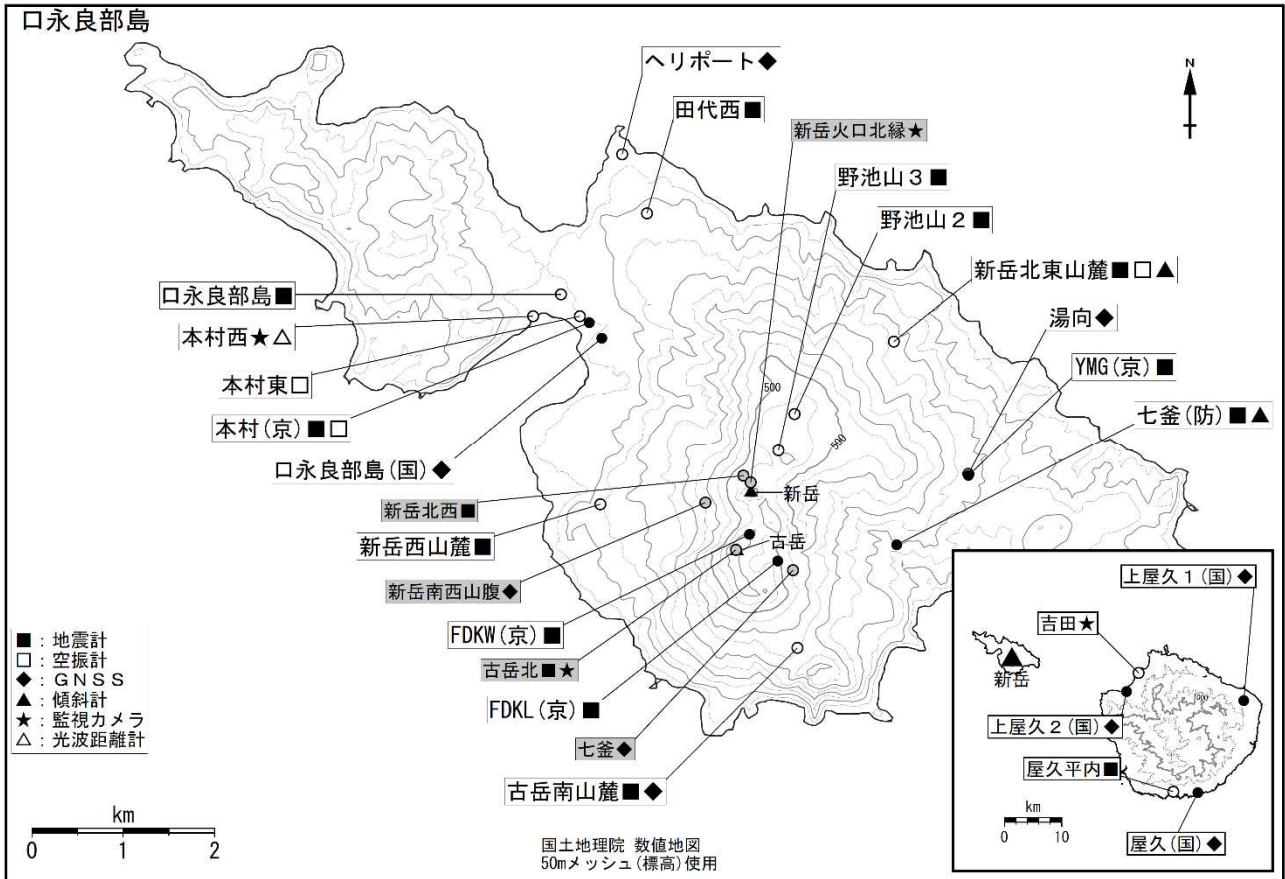 口永良部島
N
ヘリポート◆
田代西■
新岳火口北縁★
野池山3■
野池山2■
新岳北東山麓■□▲
湯向◆
YMG(京)■
七釜(防)■▲
口永良部島■
本村西★△
本村東□
本村(京)■□
口永良部島(国)◆
500
500
新岳北西■
新岳
新岳西山麓■
古岳
新岳南西山腹◆
FDKW(京)■
古岳北■★
FDKL(京)■
七釜◆
古岳南山麓■◆
■:地震計
□:空振計
◆:GNSS
▲:傾斜計
★:監視カメラ
△:光波距離計
km
0 1 2
国土地理院 数値地図
50mメッシュ(標高)使用
上屋久1(国)◆
吉田★
新岳
1000
上屋久2(国)◆
屋久平内■
km
0 10
屋久(国)◆